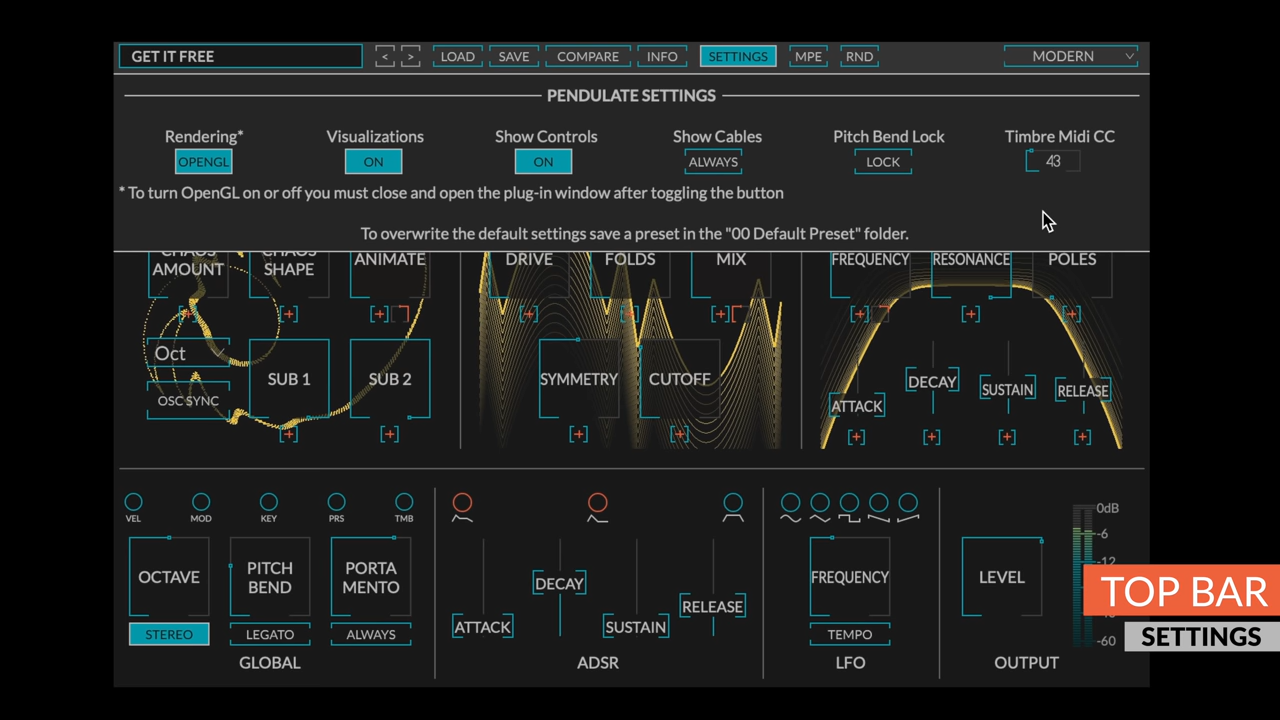 GET IT FREE
< >
LOAD SAVE COMPARE INFO SETTINGS MPE RND
MODERN
PENDULATE SETTINGS
Rendering* Visualizations Show Controls Show Cables Pitch Bend Lock Timbre Midi CC
OPENGL ON ON ALWAYS LOCK 43
* To turn OpenGL on or off you must close and open the plug-in window after toggling the button
To overwrite the default settings save a preset in the "00 Default Preset" folder.
CHAOS AMOUNT
CHAOS SHAPE
ANIMATE
DRIVE FOLDS MIX
FREQUENCY RESONANCE POLES
[+] [+] [+] [+] [+] [+] [+] [+] [+]
Oct
OSC SYNC
SUB 1 SUB 2
SYMMETRY CUTOFF
ATTACK DECAY SUSTAIN RELEASE
[+] [+] [+] [+] [+] [+] [+] [+]
VEL MOD KEY PRS TMB
OCTAVE
PITCH
BEND
PORTA
MENTO
STEREO LEGATO ALWAYS
GLOBAL
ATTACK DECAY SUSTAIN RELEASE
ADSR
FREQUENCY
TEMPO
LFO
LEVEL
OUTPUT
0dB
-6
-12
-60
TOP BAR
SETTINGS